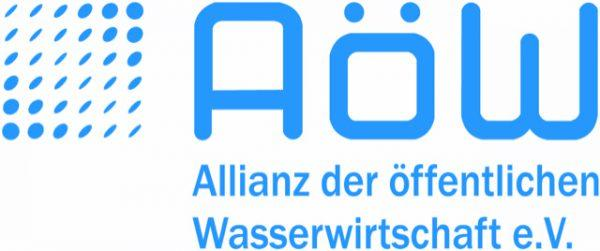 AöW
Allianz der öffentlichen
Wasserwirtschaft e.V.